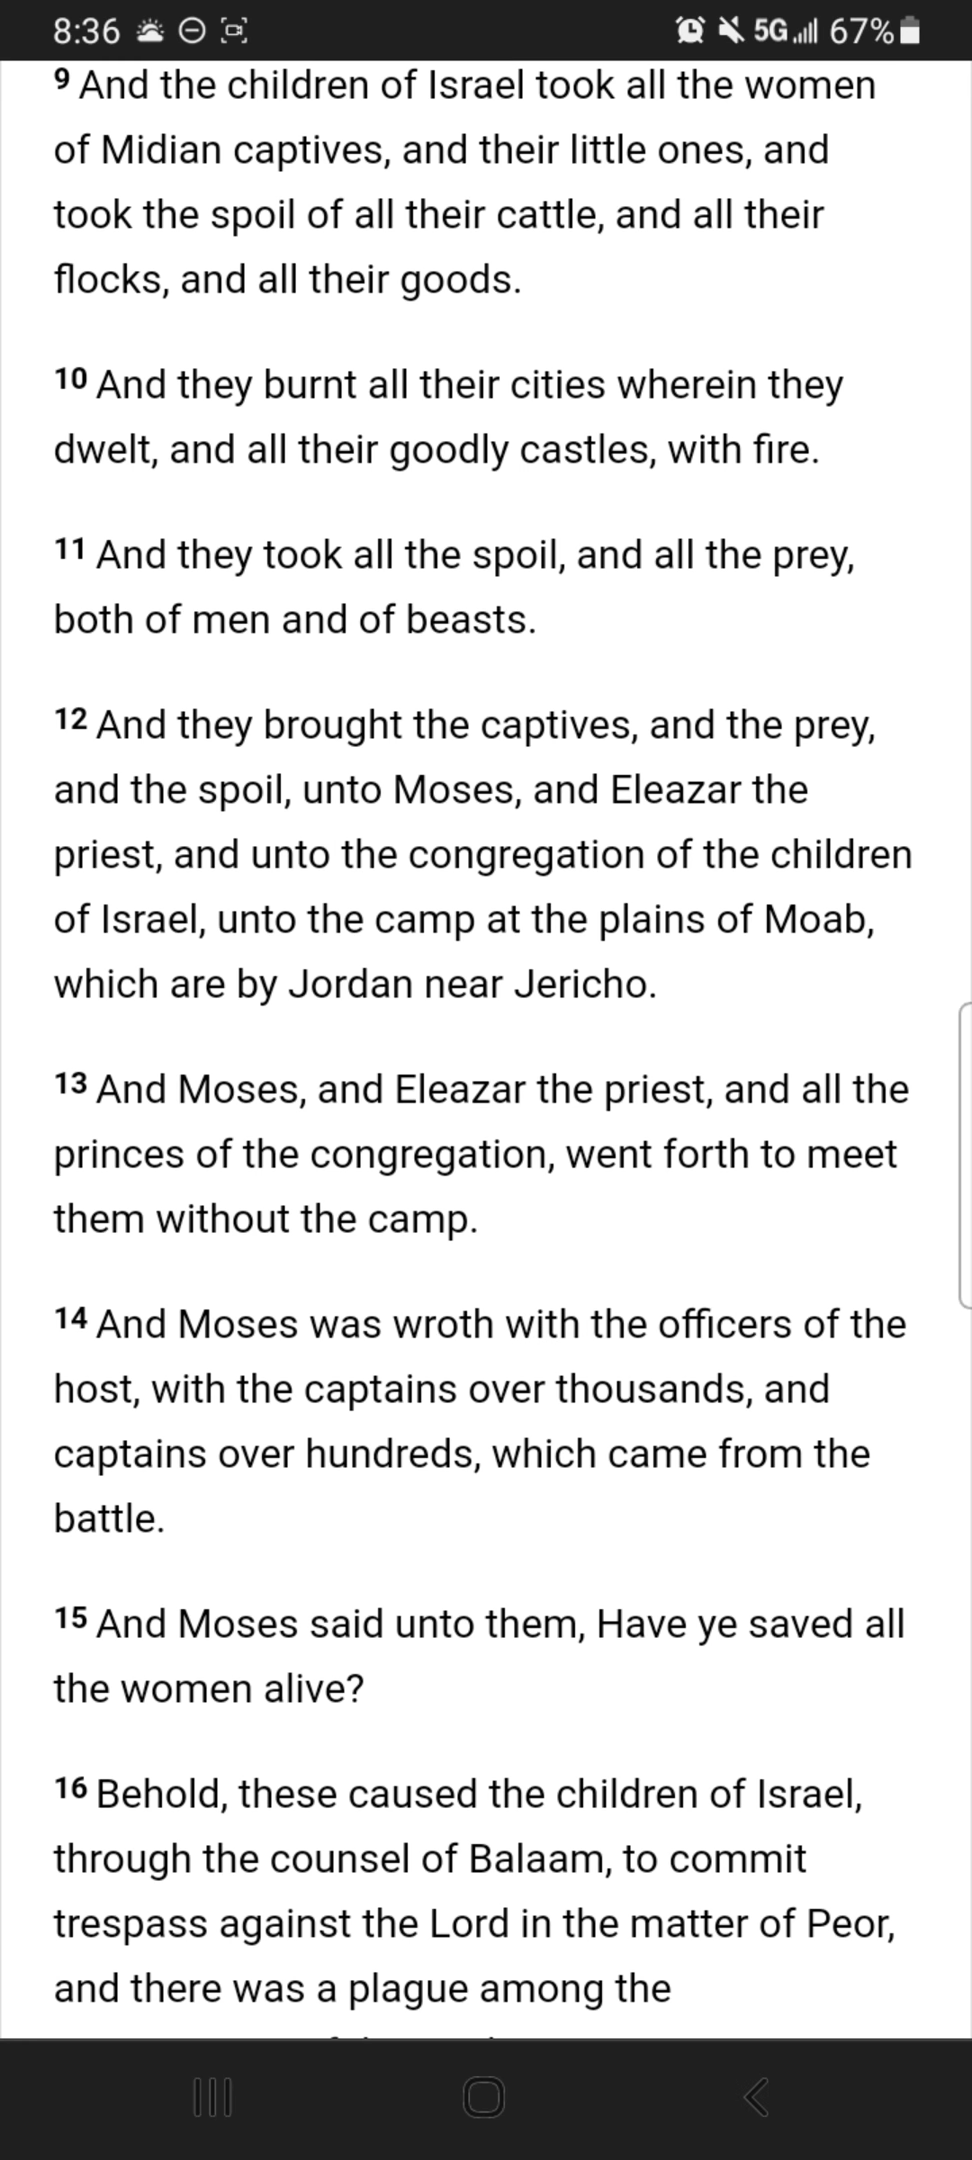 8:36 5G 67%
9 And the children of Israel took all the women
of Midian captives, and their little ones, and
took the spoil of all their cattle, and all their
flocks, and all their goods.
10 And they burnt all their cities wherein they
dwelt, and all their goodly castles, with fire.
11 And they took all the spoil, and all the prey,
both of men and of beasts.
12 And they brought the captives, and the prey,
and the spoil, unto Moses, and Eleazar the
priest, and unto the congregation of the children
of Israel, unto the camp at the plains of Moab,
which are by Jordan near Jericho.
13 And Moses, and Eleazar the priest, and all the
princes of the congregation, went forth to meet
them without the camp.
14 And Moses was wroth with the officers of the
host, with the captains over thousands, and
captains over hundreds, which came from the
battle.
15 And Moses said unto them, Have ye saved all
the women alive?
16 Behold, these caused the children of Israel,
through the counsel of Balaam, to commit
trespass against the Lord in the matter of Peor,
and there was a plague among the